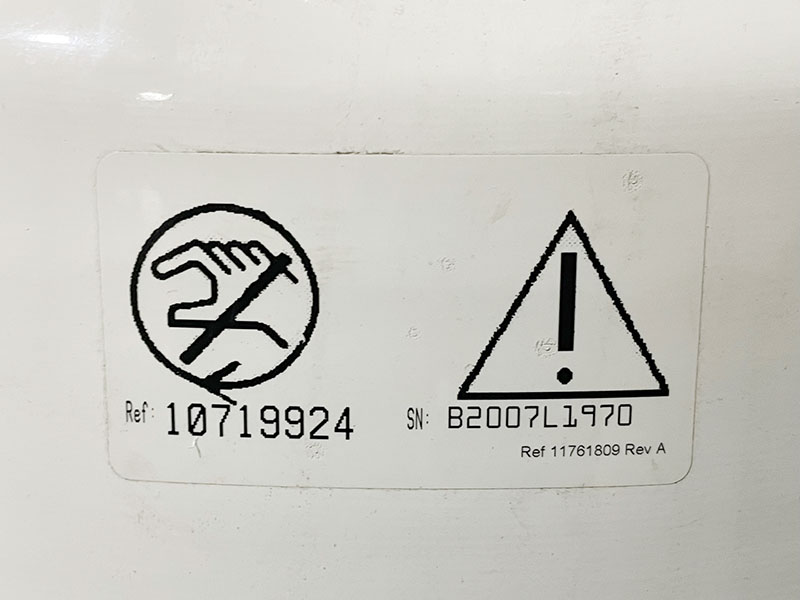 Ref: 10719924
SN: B2007L1970
Ref 11761809 Rev A